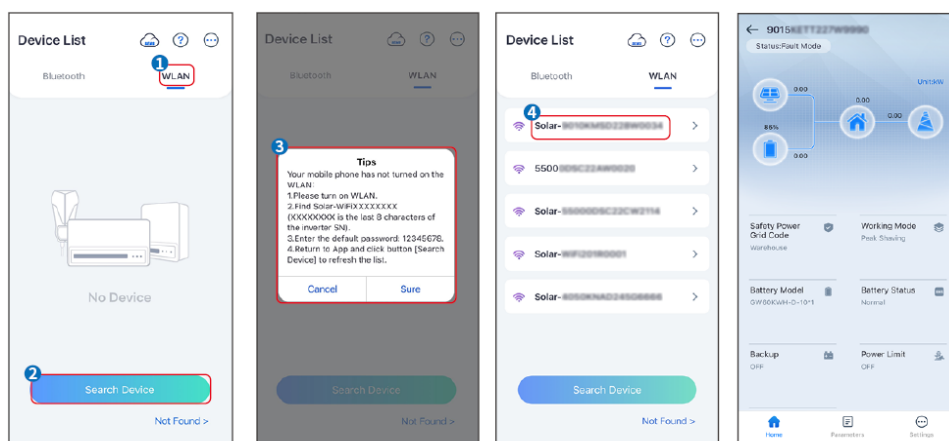 Device List
Bluetooth
WLAN
1
No Device
2
Search Device
Not Found >
Device List
Bluetooth
WLAN
3
Tips
Your mobile phone has not turned on the
WLAN:
1.Please turn on WLAN.
2.Find Solar-WiFiXXXXXXXX
(XXXXXXXX is the last 8 characters of
the inverter SN).
3.Enter the default password: 12345678.
4.Return to App and click button [Search
Device] to refresh the list.
Cancel
Sure
Search Device
Not Found >
Device List
Bluetooth
WLAN
4
Solar-
5500
Solar-
Solar-
Solar-
Search Device
Not Found >
9015
Status:Fault Mode
Unit:kW
0.00
0.00
0.00
85%
0.00
Safety Power
Grid Code
Warehouse
Working Mode
Peak Shaving
Battery Model
GW60KWH-D-10*1
Battery Status
Normal
Backup
OFF
Power Limit
OFF
Home
Parameters
Settings